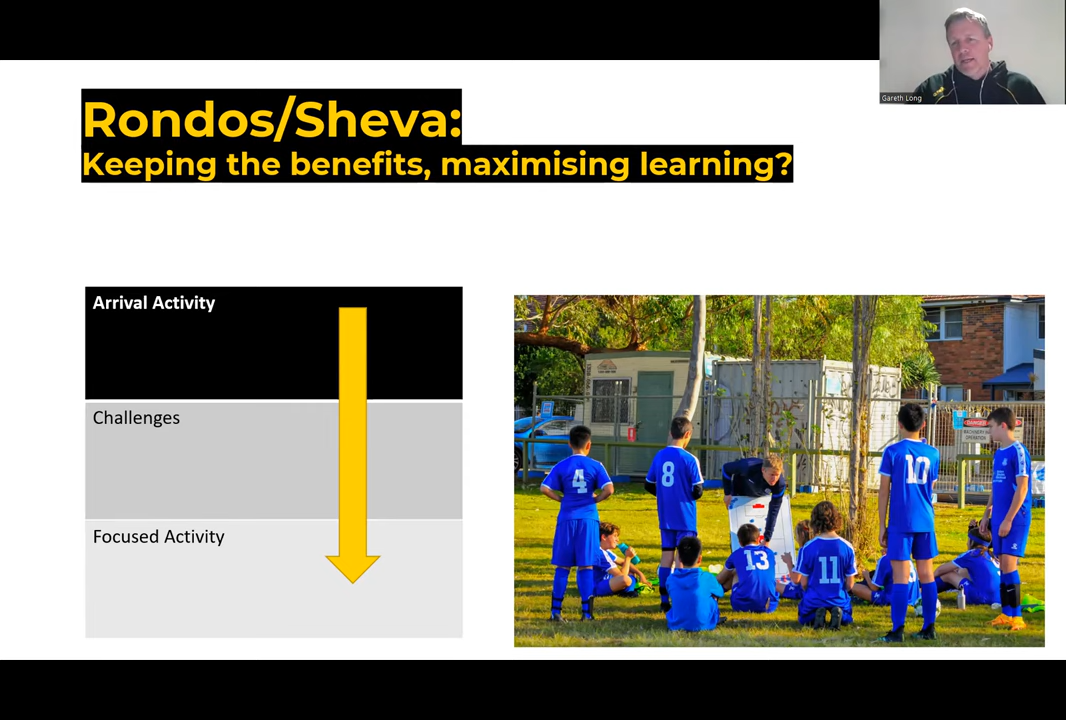 Gareth Long
Rondos/Sheva:
Keeping the benefits, maximising learning?
Arrival Activity
Challenges
Focused Activity
4
8
10
13
11